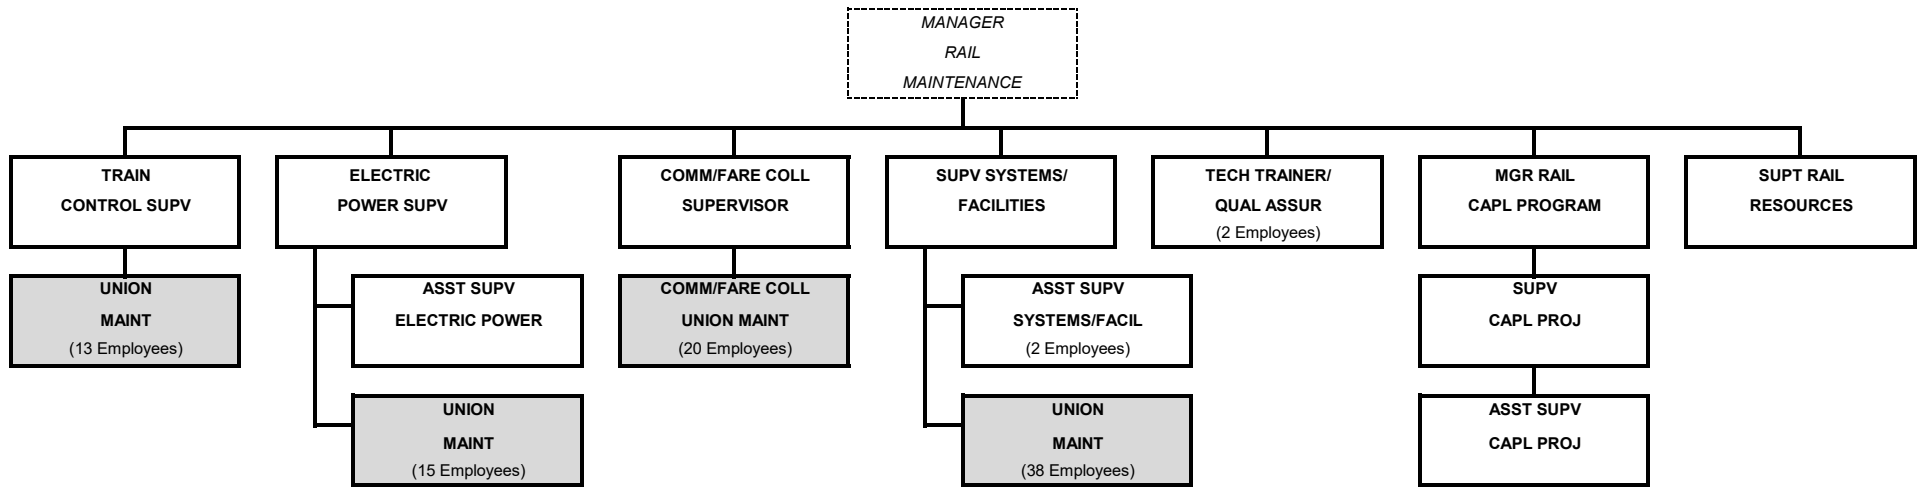 MANAGER
RAIL
MAINTENANCE
TRAIN
CONTROL SUPV
ELECTRIC
POWER SUPV
COMM/FARE COLL
SUPERVISOR
SUPV SYSTEMS/
FACILITIES
TECH TRAINER/
QUAL ASSUR
(2 Employees)
MGR RAIL
CAPL PROGRAM
SUPT RAIL
RESOURCES
UNION
MAINT
(13 Employees)
ASST SUPV
ELECTRIC POWER
COMM/FARE COLL
UNION MAINT
(20 Employees)
ASST SUPV
SYSTEMS/FACIL
(2 Employees)
SUPV
CAPL PROJ
UNION
MAINT
(15 Employees)
UNION
MAINT
(38 Employees)
ASST SUPV
CAPL PROJ